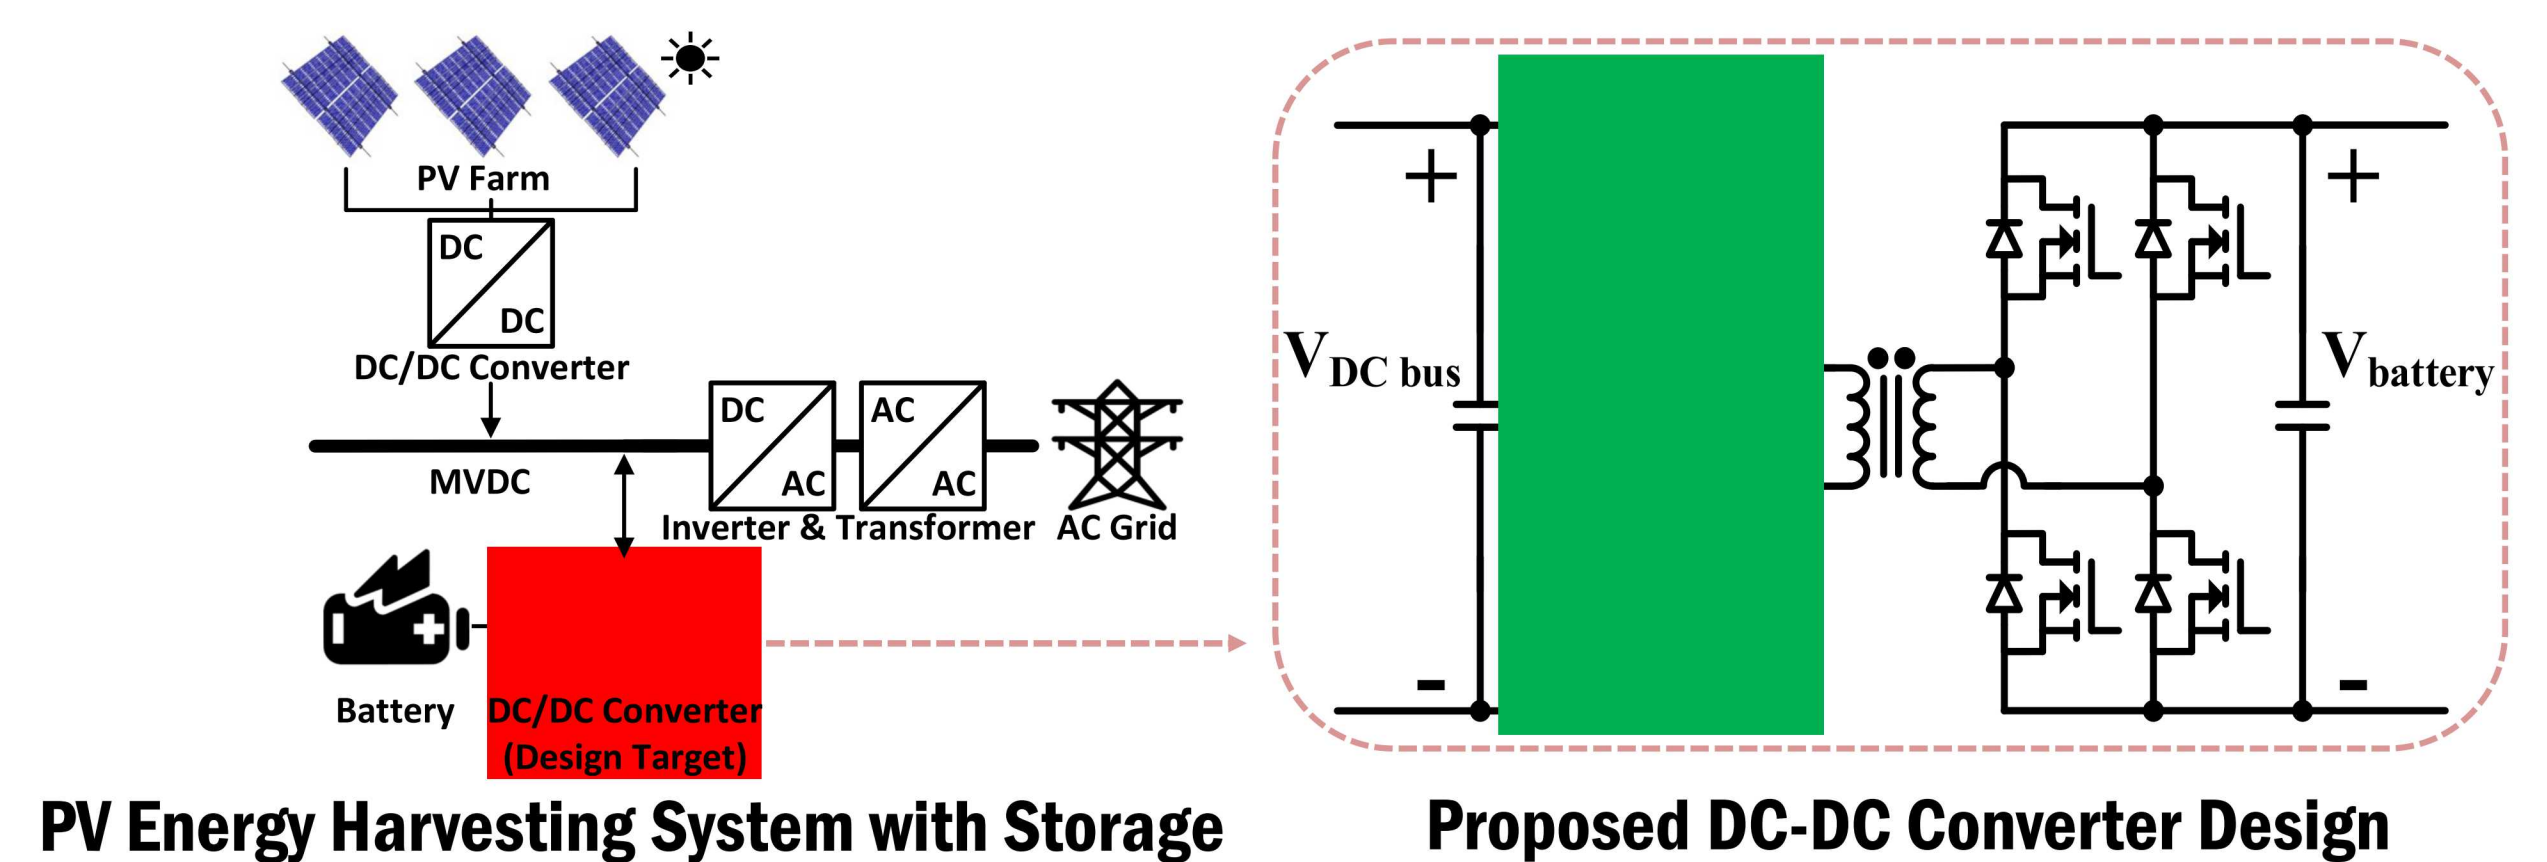 PV Farm
DC
DC
DC/DC Converter
MVDC
DC
AC
AC
AC
Inverter & Transformer
AC Grid
Battery
DC/DC Converter
(Design Target)
PV Energy Harvesting System with Storage
+
V DC bus
-
+
V battery
-
Proposed DC-DC Converter Design